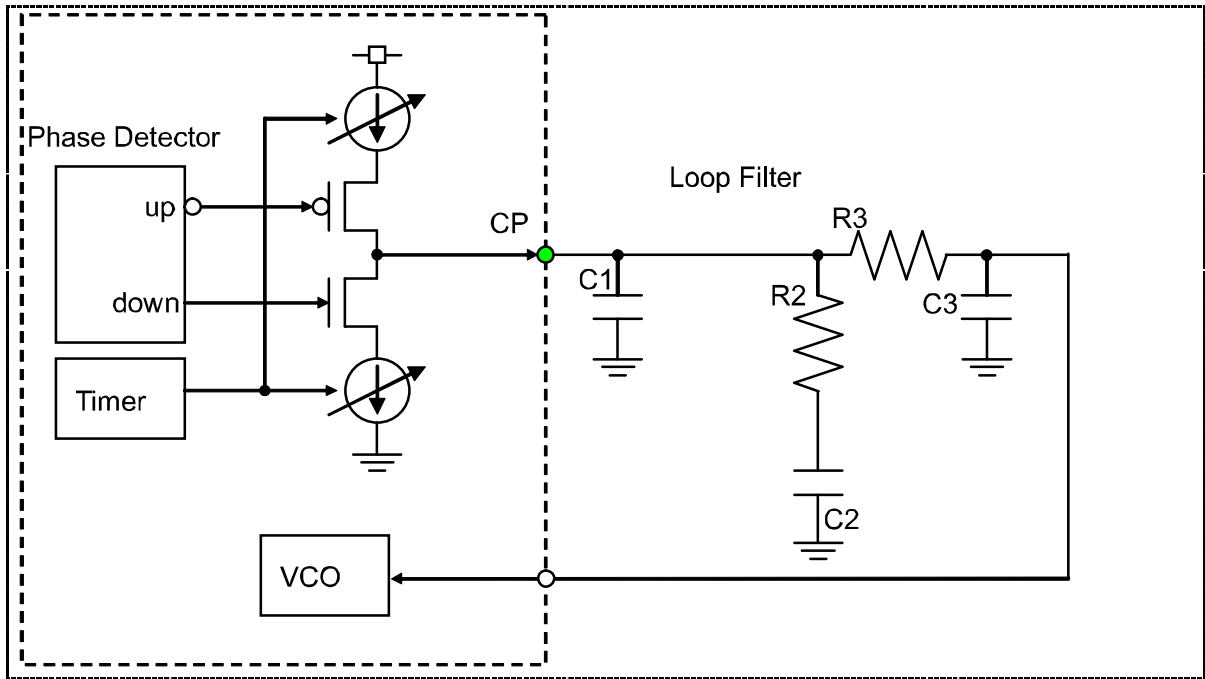 Phase Detector
up
down
Timer
VCO
CP
Loop Filter
C1
R2
R3
C3
C2